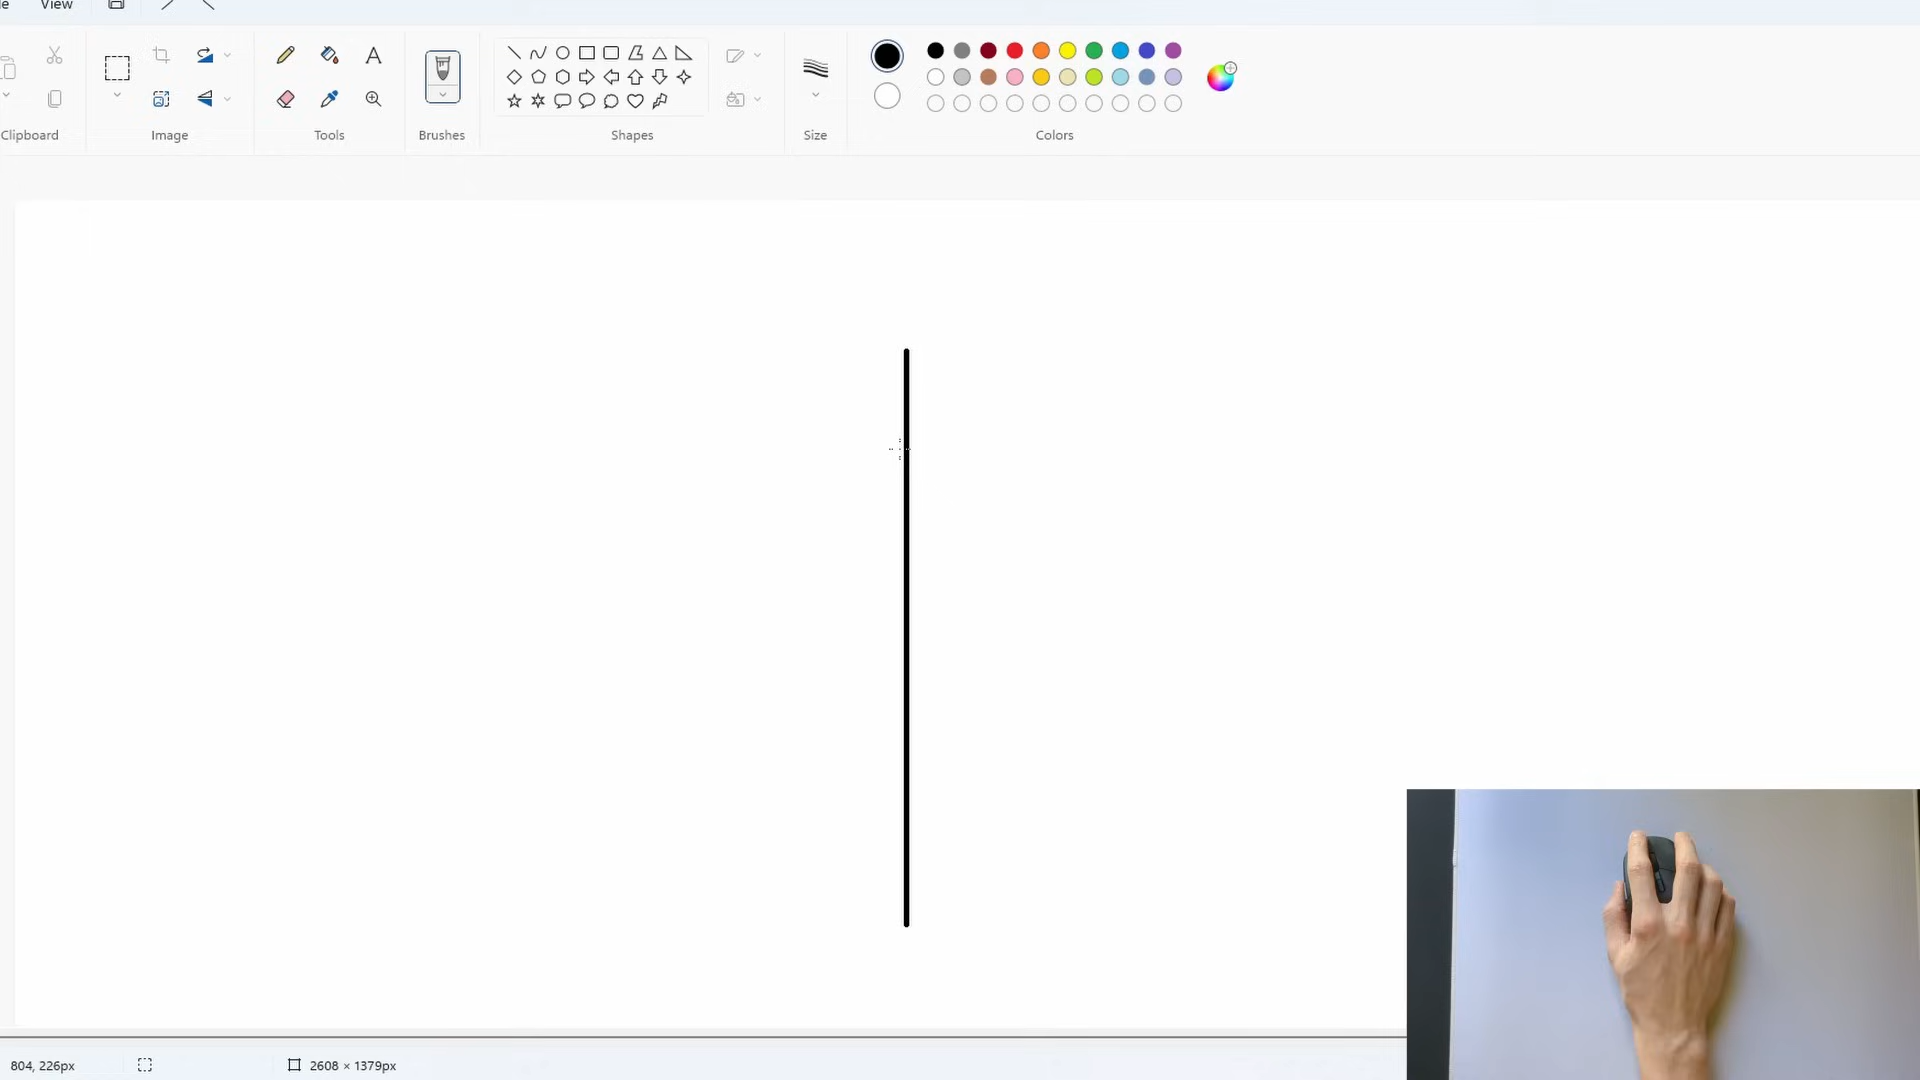 View
Clipboard
Image
Tools
Brushes
Shapes
Size
Colors
804, 226px
2608 × 1379px